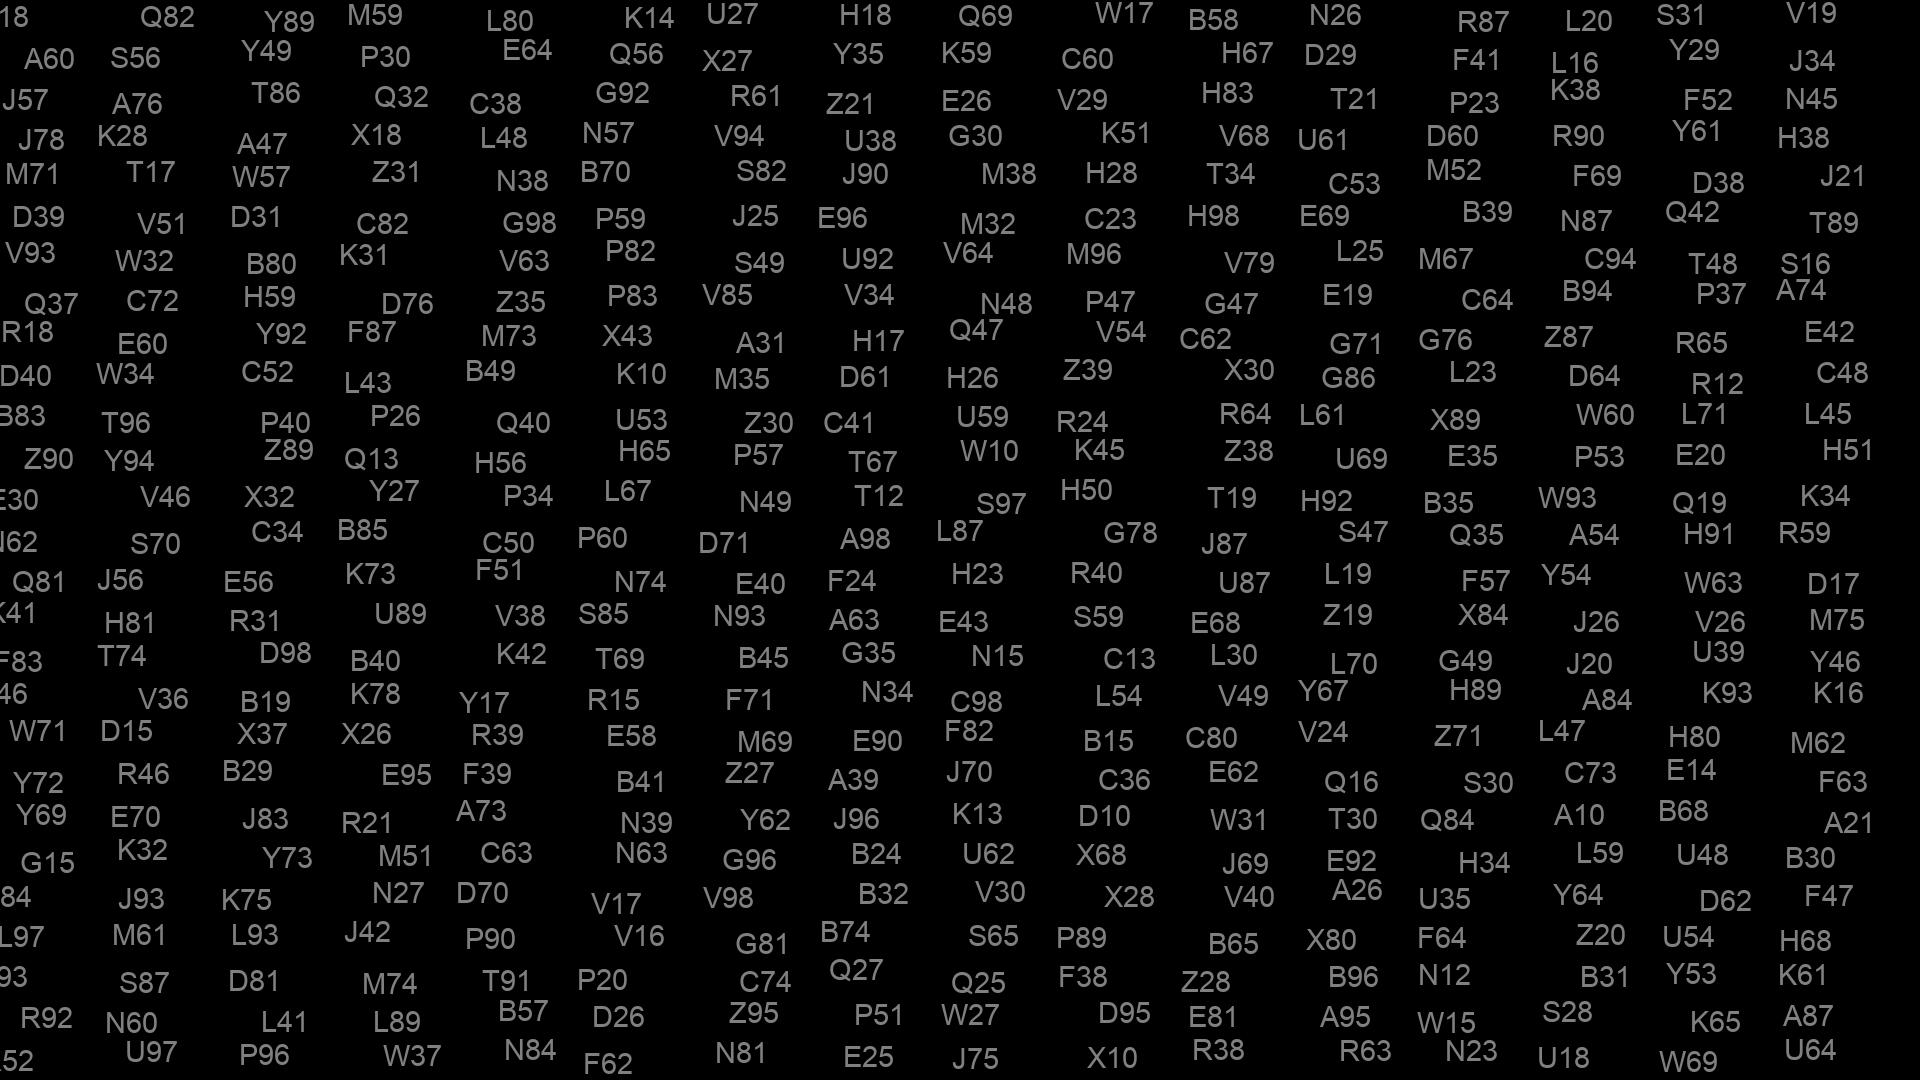 18 Q82 Y89 M59 L80 K14 U27 H18 Q69 W17 B58 N26 R87 L20 S31 V19
A60 S56 Y49 P30 E64 Q56 X27 Y35 K59 C60 H67 D29 F41 L16 Y29 J34
J57 A76 T86 Q32 C38 G92 R61 Z21 E26 V29 H83 T21 P23 K38 F52 N45
J78 K28 A47 X18 L48 N57 V94 U38 G30 K51 V68 U61 D60 R90 Y61 H38
M71 T17 W57 Z31 N38 B70 S82 J90 M38 H28 T34 C53 M52 F69 D38 J21
D39 V51 D31 C82 G98 P59 J25 E96 M32 C23 H98 E69 B39 N87 Q42 T89
V93 W32 B80 K31 V63 P82 S49 U92 V64 M96 V79 L25 M67 C94 T48 S16
Q37 C72 H59 D76 Z35 P83 V85 V34 N48 P47 G47 E19 C64 B94 P37 A74
R18 E60 Y92 F87 M73 X43 A31 H17 Q47 V54 C62 G71 G76 Z87 R65 E42
D40 W34 C52 L43 B49 K10 M35 D61 H26 Z39 X30 G86 L23 D64 R12 C48
B83 T96 P40 P26 Q40 U53 Z30 C41 U59 R24 R64 L61 X89 W60 L71 L45
Z90 Y94 Z89 Q13 H56 H65 P57 T67 W10 K45 Z38 U69 E35 P53 E20 H51
E30 V46 X32 Y27 P34 L67 N49 T12 S97 H50 T19 H92 B35 W93 Q19 K34
62 S70 C34 B85 C50 P60 D71 A98 L87 G78 J87 S47 Q35 A54 H91 R59
Q81 J56 E56 K73 F51 N74 E40 F24 H23 R40 U87 L19 F57 Y54 W63 D17
K41 H81 R31 U89 V38 S85 N93 A63 E43 S59 E68 Z19 X84 J26 V26 M75
F83 T74 D98 B40 K42 T69 B45 G35 N15 C13 L30 L70 G49 J20 U39 Y46
46 V36 B19 K78 Y17 R15 F71 N34 C98 L54 V49 Y67 H89 A84 K93 K16
W71 D15 X37 X26 R39 E58 M69 E90 F82 B15 C80 V24 Z71 L47 H80 M62
Y72 R46 B29 E95 F39 B41 Z27 A39 J70 C36 E62 Q16 S30 C73 E14 F63
Y69 E70 J83 R21 A73 N39 Y62 J96 K13 D10 W31 T30 Q84 A10 B68 A21
G15 K32 Y73 M51 C63 N63 G96 B24 U62 X68 J69 E92 H34 L59 U48 B30
84 J93 K75 N27 D70 V17 V98 B32 V30 X28 V40 A26 U35 Y64 D62 F47
L97 M61 L93 J42 P90 V16 G81 B74 S65 P89 B65 X80 F64 Z20 U54 H68
93 S87 D81 M74 T91 P20 C74 Q27 Q25 F38 Z28 B96 N12 B31 Y53 K61
R92 N60 L41 L89 B57 D26 Z95 P51 W27 D95 E81 A95 W15 S28 K65 A87
52 U97 P96 W37 N84 F62 N81 E25 J75 X10 R38 R63 N23 U18 W69 U64